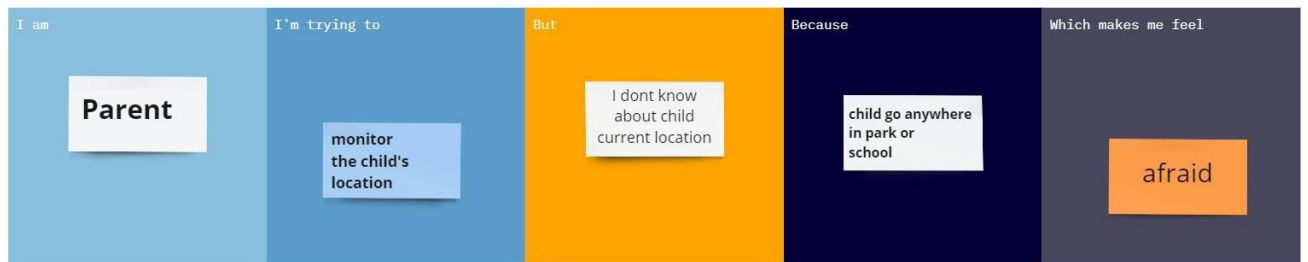 I am
Parent
I'm trying to
monitor
the child's
location
But
I dont know
about child
current location
Because
child go anywhere
in park or
school
Which makes me feel
afraid